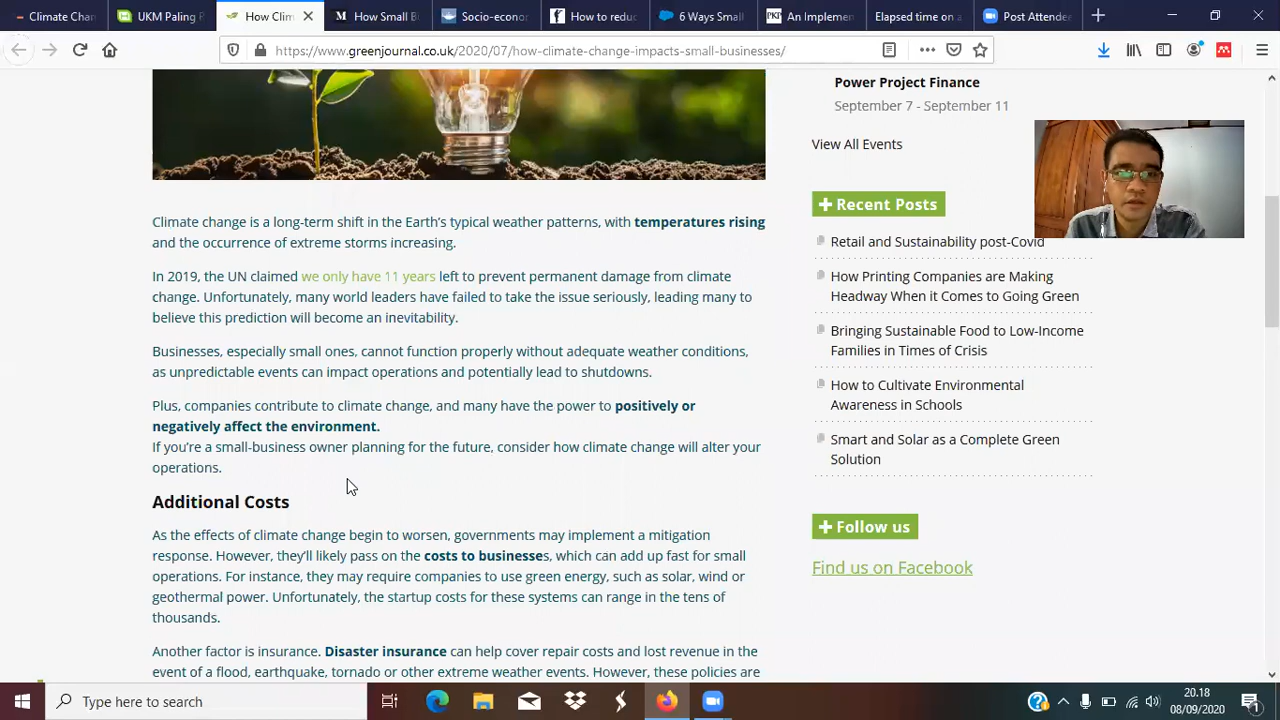 Climate Chan
UKM Paling P
How Clim
How Small Bu
Socio-econo
How to reduc
6 Ways Small
An Implemen
Elapsed time on a
Post Attende
https://www.greenjournal.co.uk/2020/07/how-climate-change-impacts-small-businesses/
Climate change is a long-term shift in the Earth's typical weather patterns, with temperatures rising
and the occurrence of extreme storms increasing.
In 2019, the UN claimed we only have 11 years left to prevent permanent damage from climate
change. Unfortunately, many world leaders have failed to take the issue seriously, leading many to
believe this prediction will become an inevitability.
Businesses, especially small ones, cannot function properly without adequate weather conditions,
as unpredictable events can impact operations and potentially lead to shutdowns.
Plus, companies contribute to climate change, and many have the power to positively or
negatively affect the environment.
If you're a small-business owner planning for the future, consider how climate change will alter your
operations.
Additional Costs
As the effects of climate change begin to worsen, governments may implement a mitigation
response. However, they'll likely pass on the costs to businesses, which can add up fast for small
operations. For instance, they may require companies to use green energy, such as solar, wind or
geothermal power. Unfortunately, the startup costs for these systems can range in the tens of
thousands.
Another factor is insurance. Disaster insurance can help cover repair costs and lost revenue in the
event of a flood, earthquake, tornado or other extreme weather events. However, these policies are
Power Project Finance
September 7 - September 11
View All Events
Recent Posts
Retail and Sustainability post-Covid
How Printing Companies are Making
Headway When it Comes to Going Green
Bringing Sustainable Food to Low-Income
Families in Times of Crisis
How to Cultivate Environmental
Awareness in Schools
Smart and Solar as a Complete Green
Solution
Follow us
Find us on Facebook
Type here to search
20.18
08/09/2020